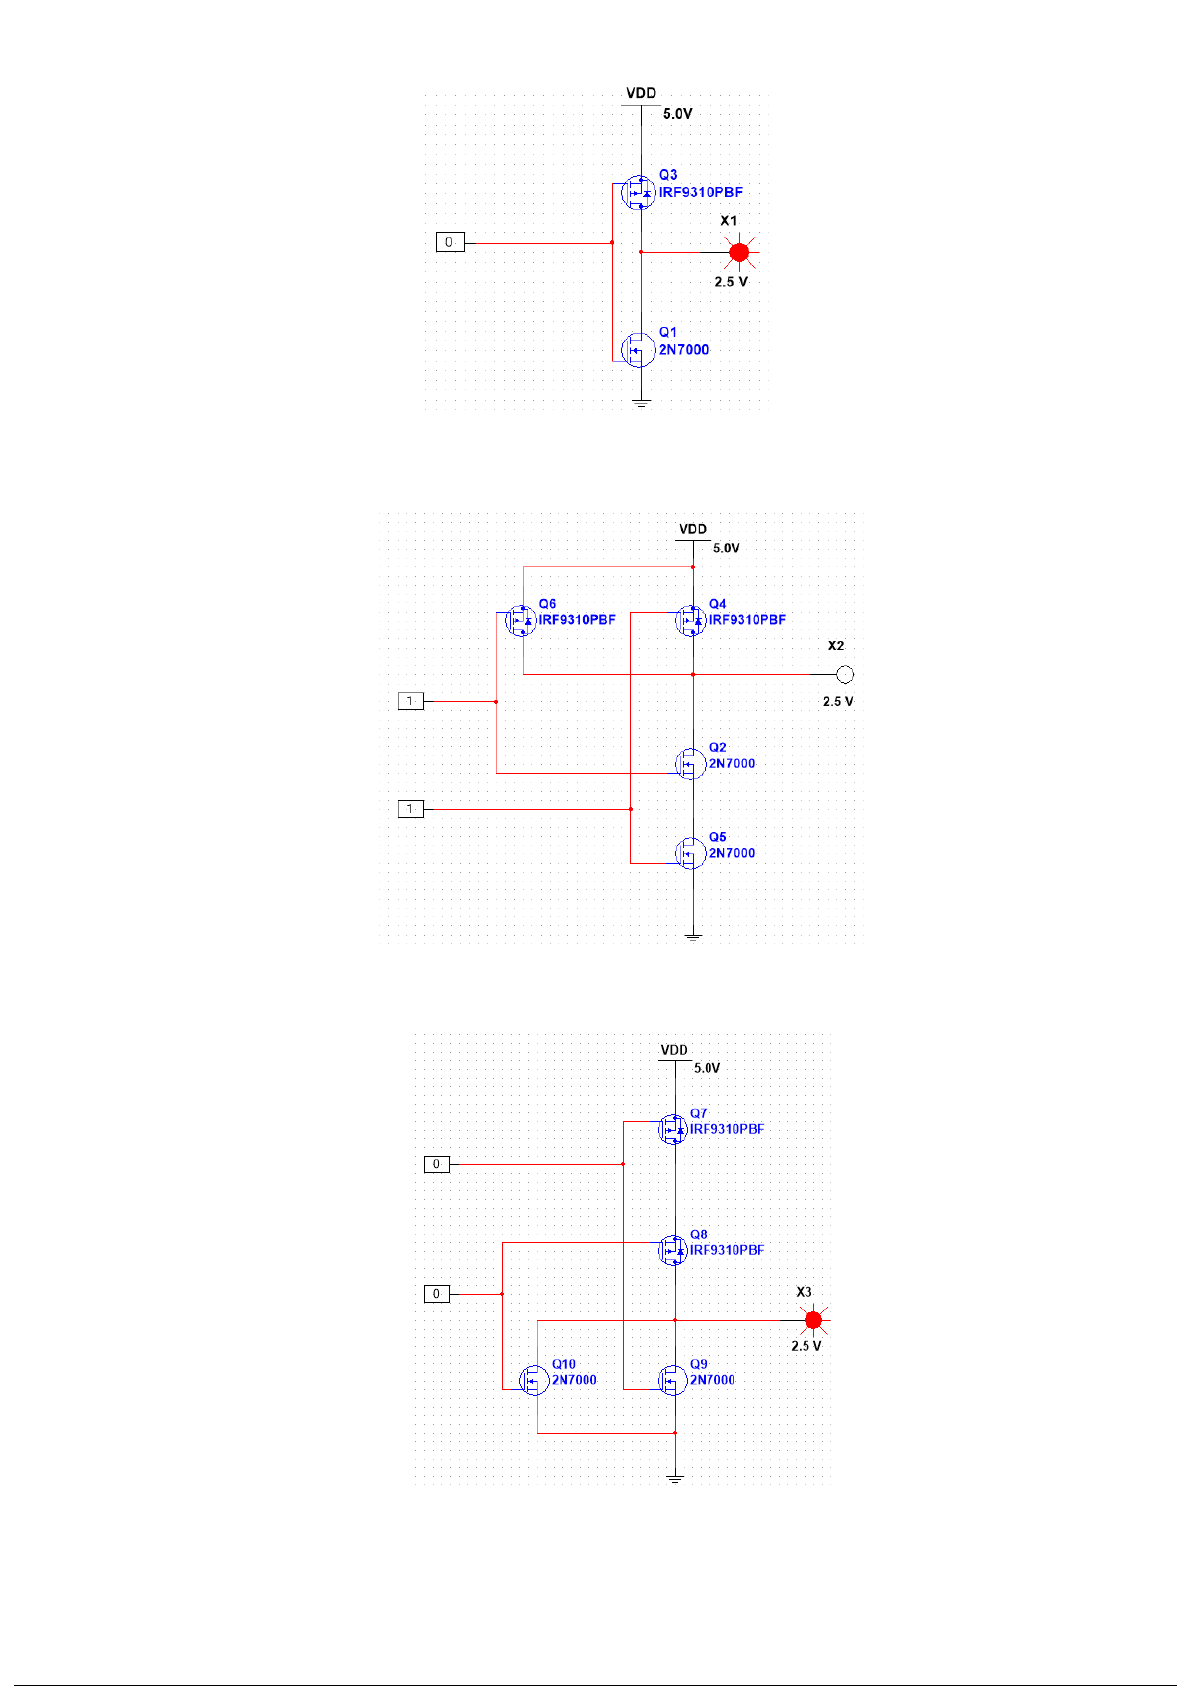 VDD
5.0V
Q3
IRF9310PBF
X1
0
2.5 V
Q1
2N7000
VDD
5.0V
Q6
IRF9310PBF
Q4
IRF9310PBF
X2
1
2.5 V
Q2
2N7000
1
Q5
2N7000
VDD
5.0V
Q7
IRF9310PBF
0
Q8
IRF9310PBF
0
X3
2.5 V
Q10
2N7000
Q9
2N7000